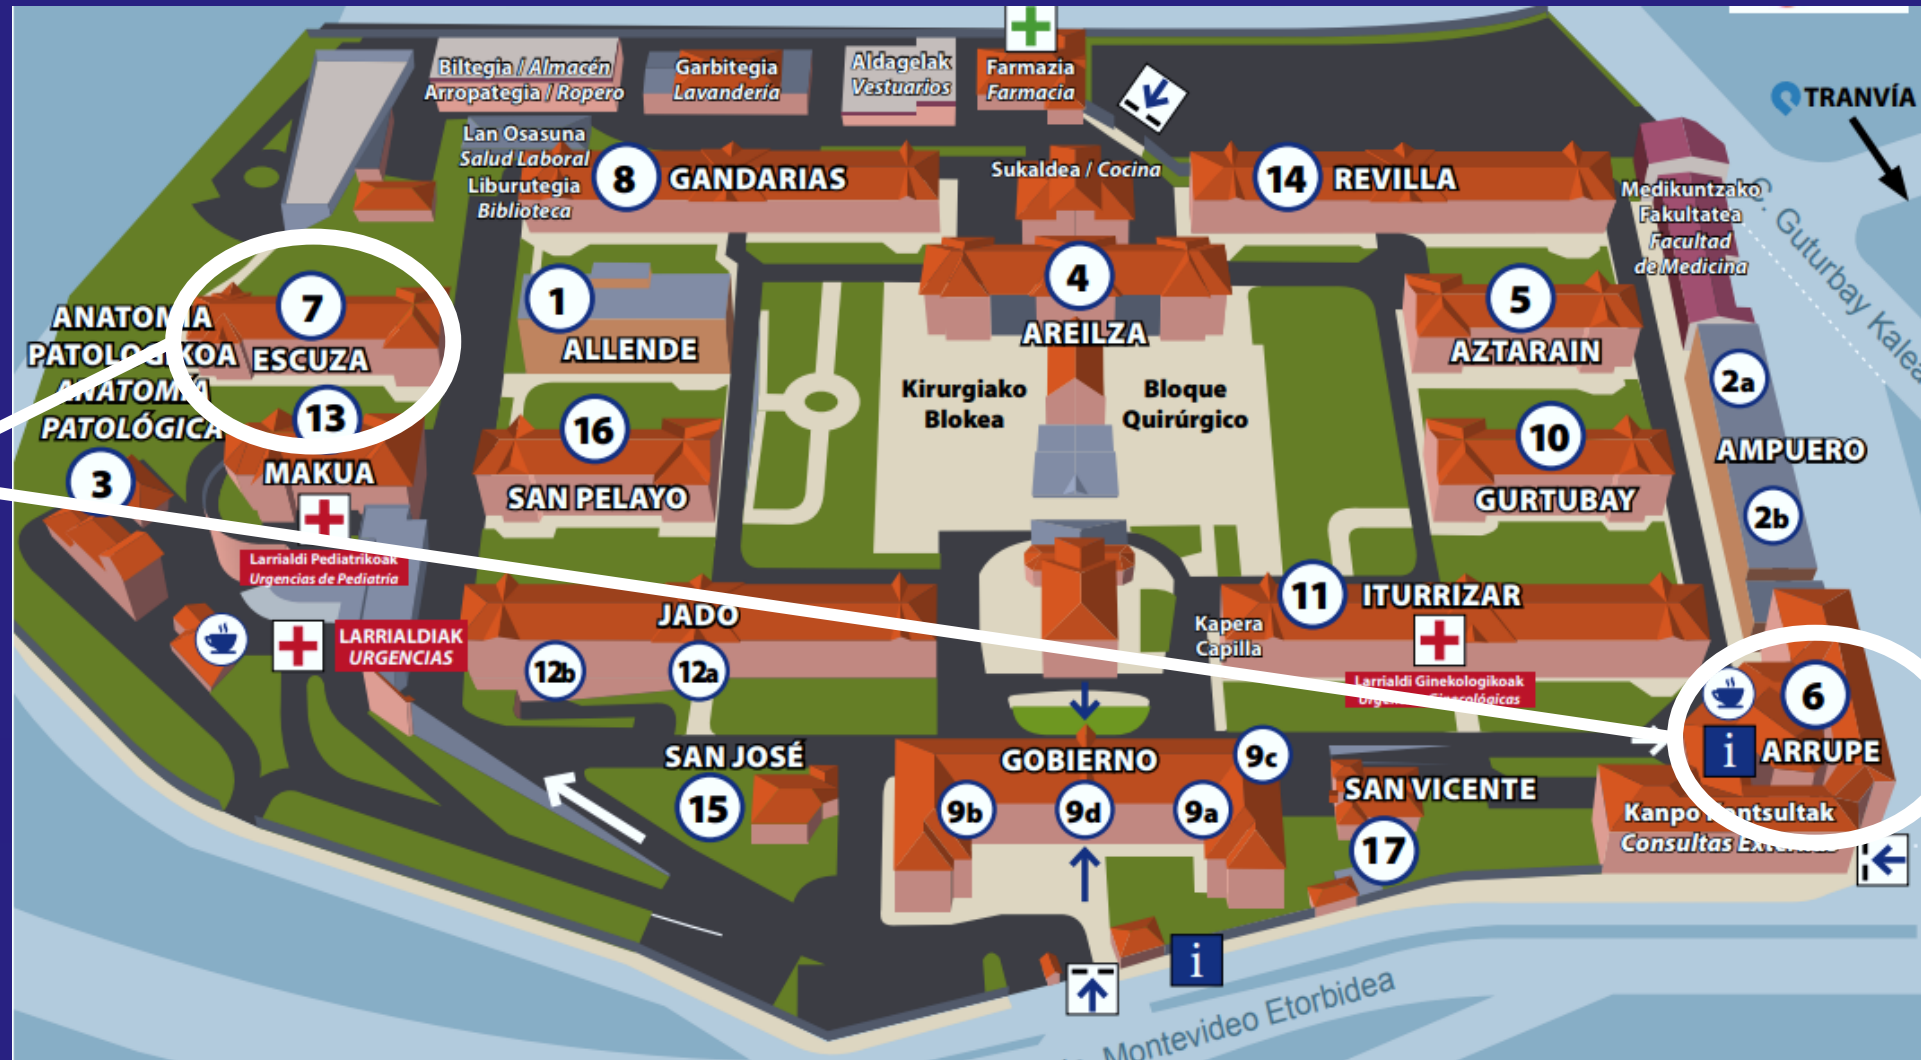 Biltegia / Almacén
Arropategia / Ropero
Garbitegia
Lavandería
Aldagelak
Vestuarios
Farmazia
Farmacia
TRANVÍA
Lan Osasuna
Salud Laboral
Liburutegia
Biblioteca
8 GANDARIAS
Sukaldea / Cocina
14 REVILLA
Medikuntzako
Fakultatea
Facultad
de Medicina
C. Guturbay Kalea
7
ESCUZA
ANATOMIA
PATOLOGIKOA
ANATOMÍA
PATOLÓGICA
3
1
ALLENDE
4
AREILZA
5
AZTARAIN
2a
AMPUERO
2b
13
MAKUA
16
SAN PELAYO
Kirurgiako
Blokea
Bloque
Quirúrgico
10
GURTUBAY
Larrialdi Pediatrikoak
Urgencias de Pediatría
LARRIALDIAK
URGENCIAS
JADO
12b
12a
Kapera
Capilla
11 ITURRIZAR
Larrialdi Ginekologikoak
6
i ARRUPE
Kanpo
Consultas
SAN JOSÉ
15
GOBIERNO
9c
9b
9d
9a
SAN VICENTE
17
i
Montevideo Etorbidea